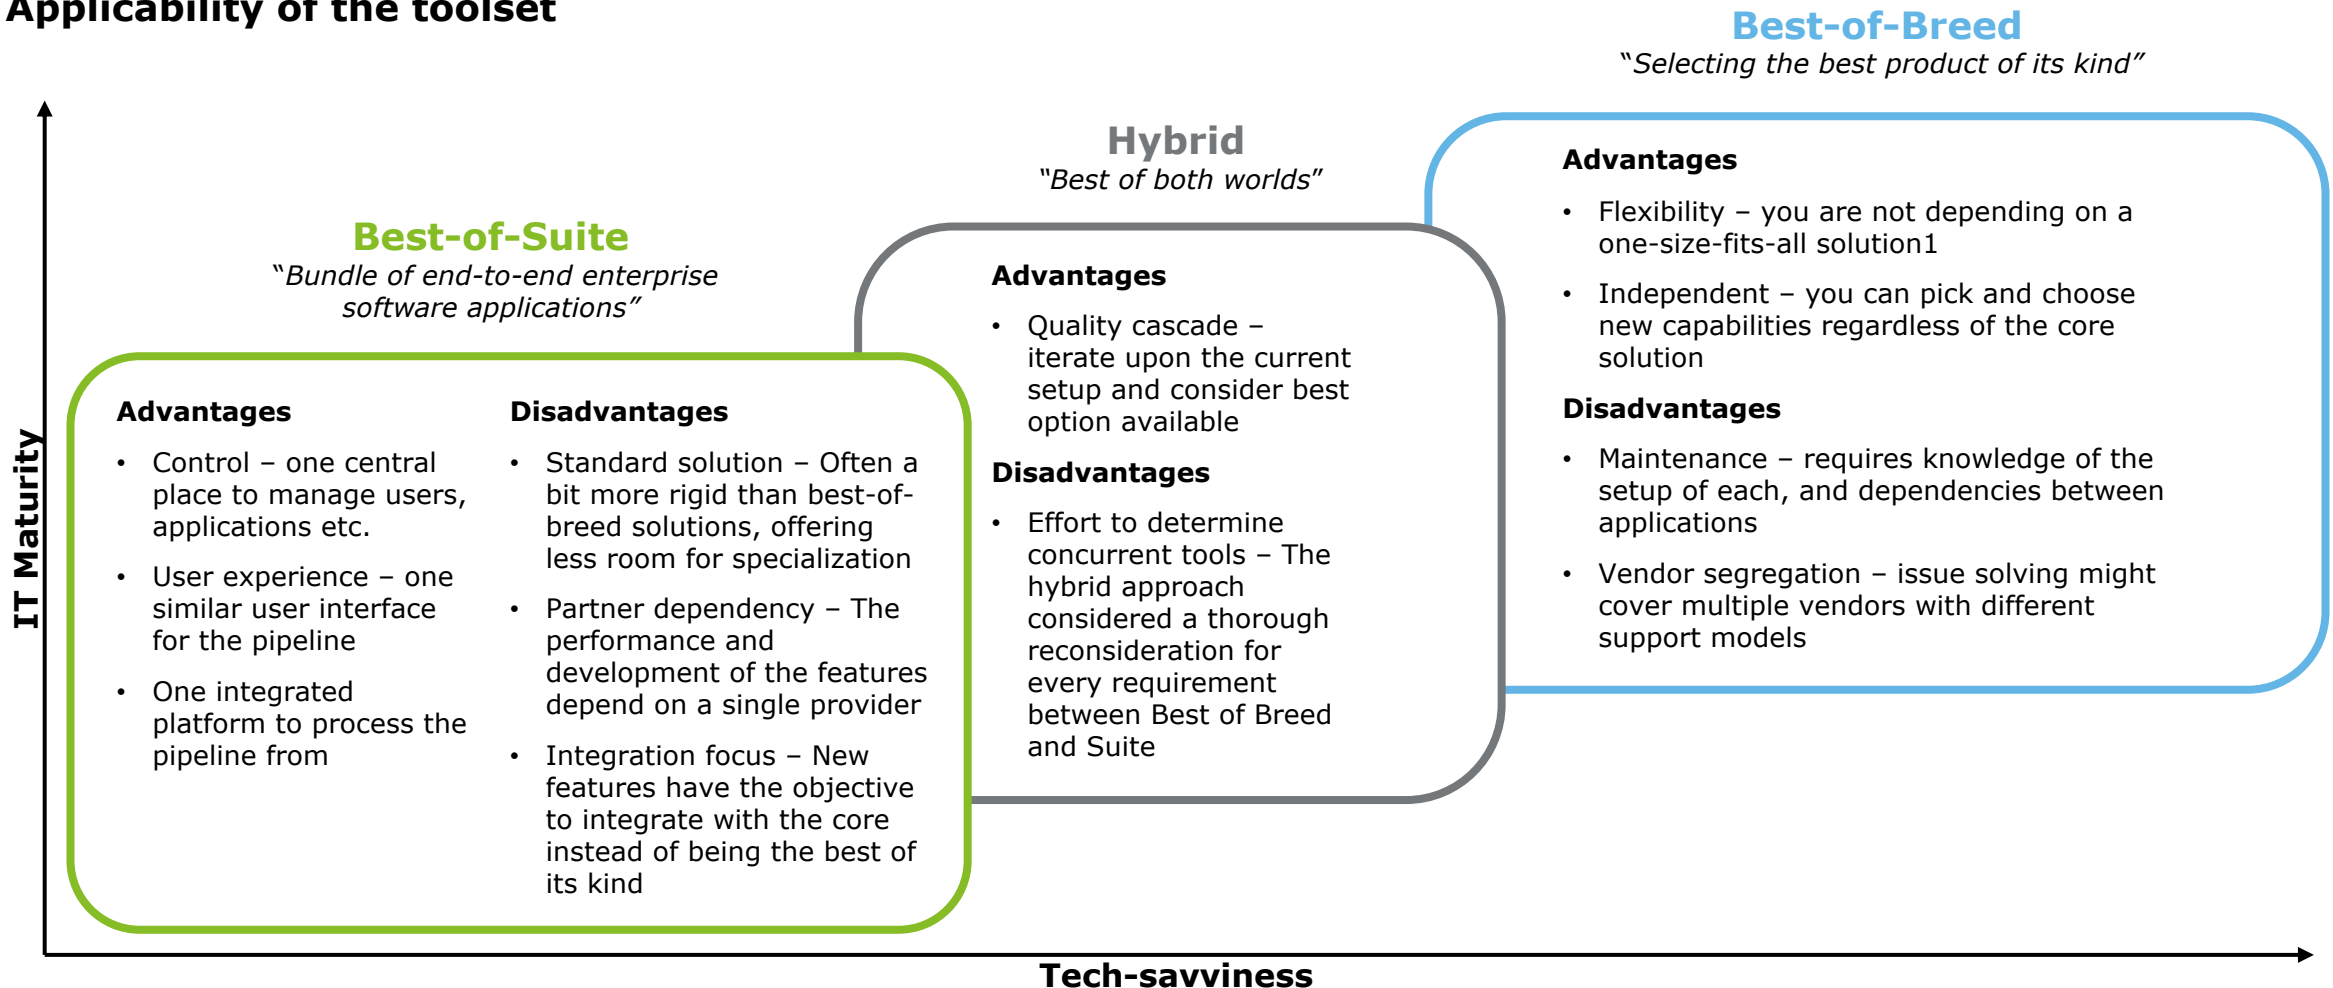 Applicability of the toolset
Best-of-Breed
“Selecting the best product of its kind”
Hybrid
“Best of both worlds”
Best-of-Suite
“Bundle of end-to-end enterprise
software applications”
IT Maturity
Advantages
• Control – one central
place to manage users,
applications etc.
• User experience – one
similar user interface
for the pipeline
• One integrated
platform to process the
pipeline from
Disadvantages
• Standard solution – Often a
bit more rigid than best-of-
breed solutions, offering
less room for specialization
• Partner dependency – The
performance and
development of the features
depend on a single provider
• Integration focus – New
features have the objective
to integrate with the core
instead of being the best of
its kind
Advantages
• Quality cascade –
iterate upon the current
setup and consider best
option available
Disadvantages
• Effort to determine
concurrent tools – The
hybrid approach
considered a thorough
reconsideration for
every requirement
between Best of Breed
and Suite
Advantages
• Flexibility – you are not depending on a
one-size-fits-all solution1
• Independent – you can pick and choose
new capabilities regardless of the core
solution
Disadvantages
• Maintenance – requires knowledge of the
setup of each, and dependencies between
applications
• Vendor segregation – issue solving might
cover multiple vendors with different
support models
Tech-savviness